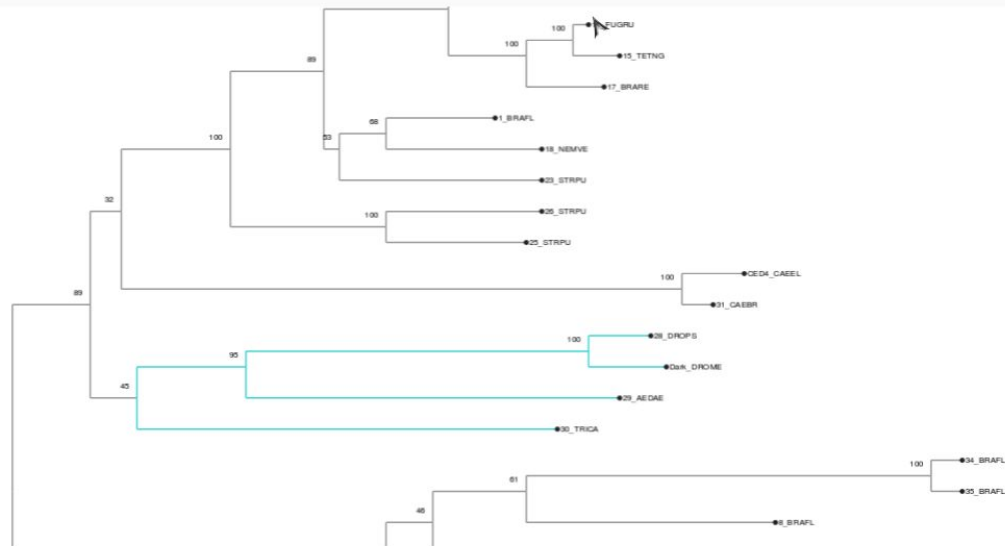 FUGRU
100
15_TETNG
100
17_BRARE
89
1_BRAFL
68
53
18_NEMVE
100
23_STRPU
26_STRPU
100
25_STRPU
32
CED4_CAEEL
100
31_CAEBR
89
28_DROPS
100
95
Dark_DROME
45
29_AEDAE
30_TRICA
34_BRAFL
100
61
35_BRAFL
46
8_BRAFL